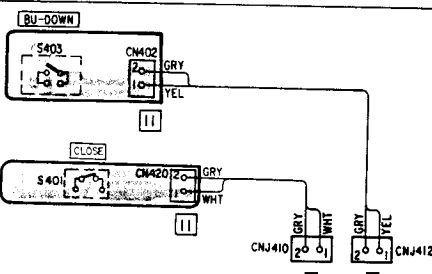 BU-DOWN
S403
CN402
2 GRY
1 YEL
11
CLOSE
S401
CN420
2 GRY
1 WHT
11
GRY WHT
GRY YEL
CNJ410 2 1
2 1 CNJ412